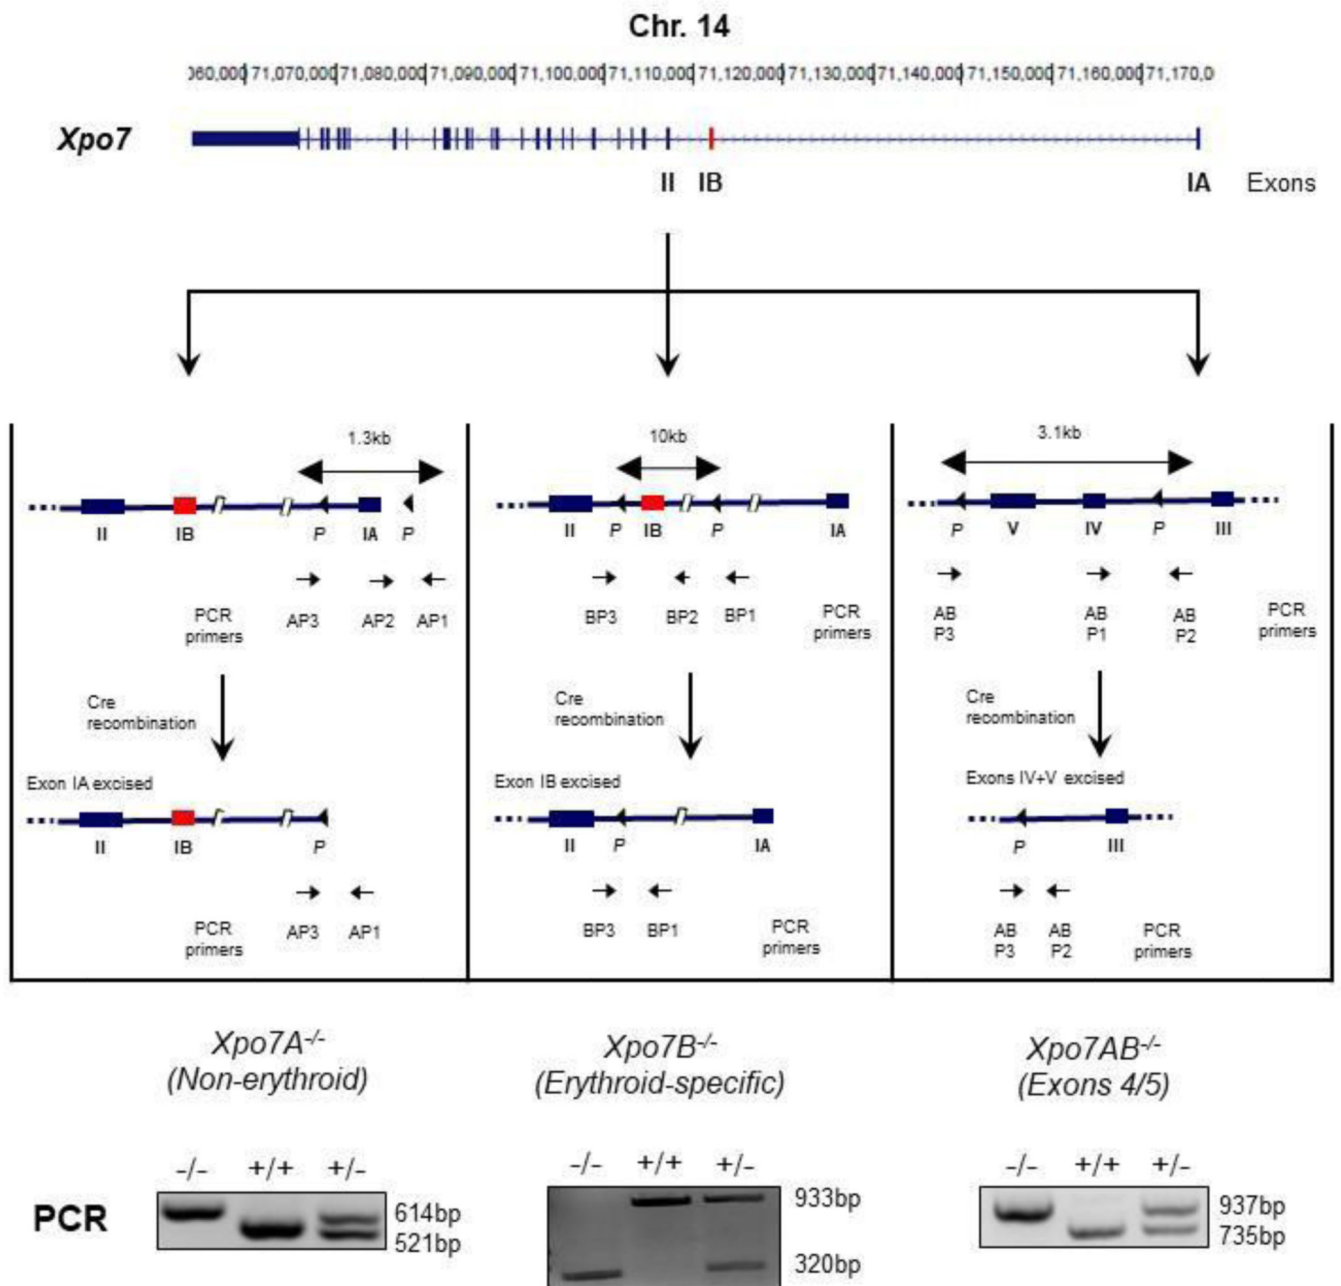 Chr. 14
060,000 71,070,000 71,080,000 71,090,000 71,100,000 71,110,000 71,120,000 71,130,000 71,140,000 71,150,000 71,160,000 71,170,0
Xpo7
II IB IA Exons
1.3kb
II IB P IA P
AP3 AP2 AP1
PCR
primers
Cre
recombination
Exon IA excised
II IB P
AP3 AP1
PCR
primers
10kb
II P IB P IA
BP3 BP2 BP1
PCR
primers
Cre
recombination
Exon IB excised
II P IA
BP3 BP1
PCR
primers
3.1kb
P V IV P III
AB AB AB
P3 P1 P2
PCR
primers
Cre
recombination
Exons IV+V excised
P III
AB AB
P3 P2
PCR
primers
Xpo7A-/-
(Non-erythroid)
Xpo7B-/-
(Erythroid-specific)
Xpo7AB-/-
(Exons 4/5)
PCR
-/- +/+ +/-
614bp
521bp
-/- +/+ +/-
933bp
320bp
-/- +/+ +/-
937bp
735bp